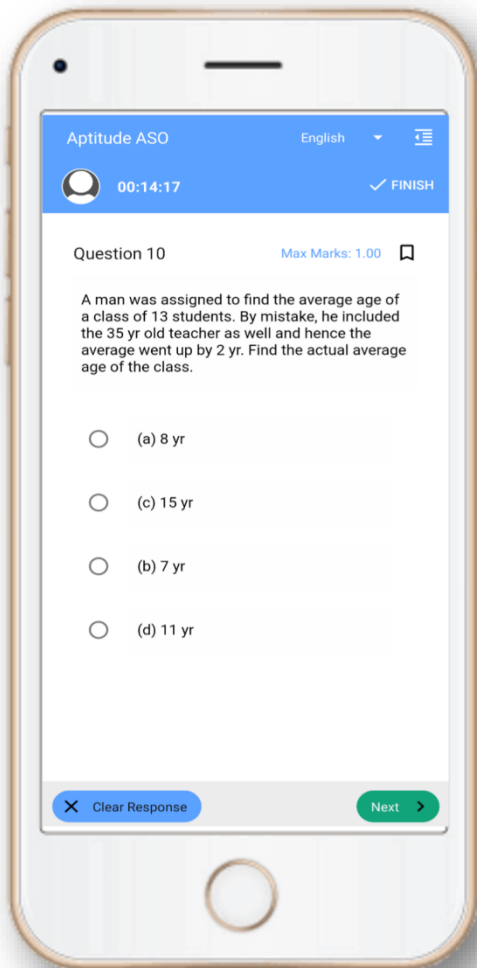 Aptitude ASO
English
00:14:17
FINISH
Question 10
Max Marks: 1.00
A man was assigned to find the average age of
a class of 13 students. By mistake, he included
the 35 yr old teacher as well and hence the
average went up by 2 yr. Find the actual average
age of the class.
(a) 8 yr
(c) 15 yr
(b) 7 yr
(d) 11 yr
Clear Response
Next